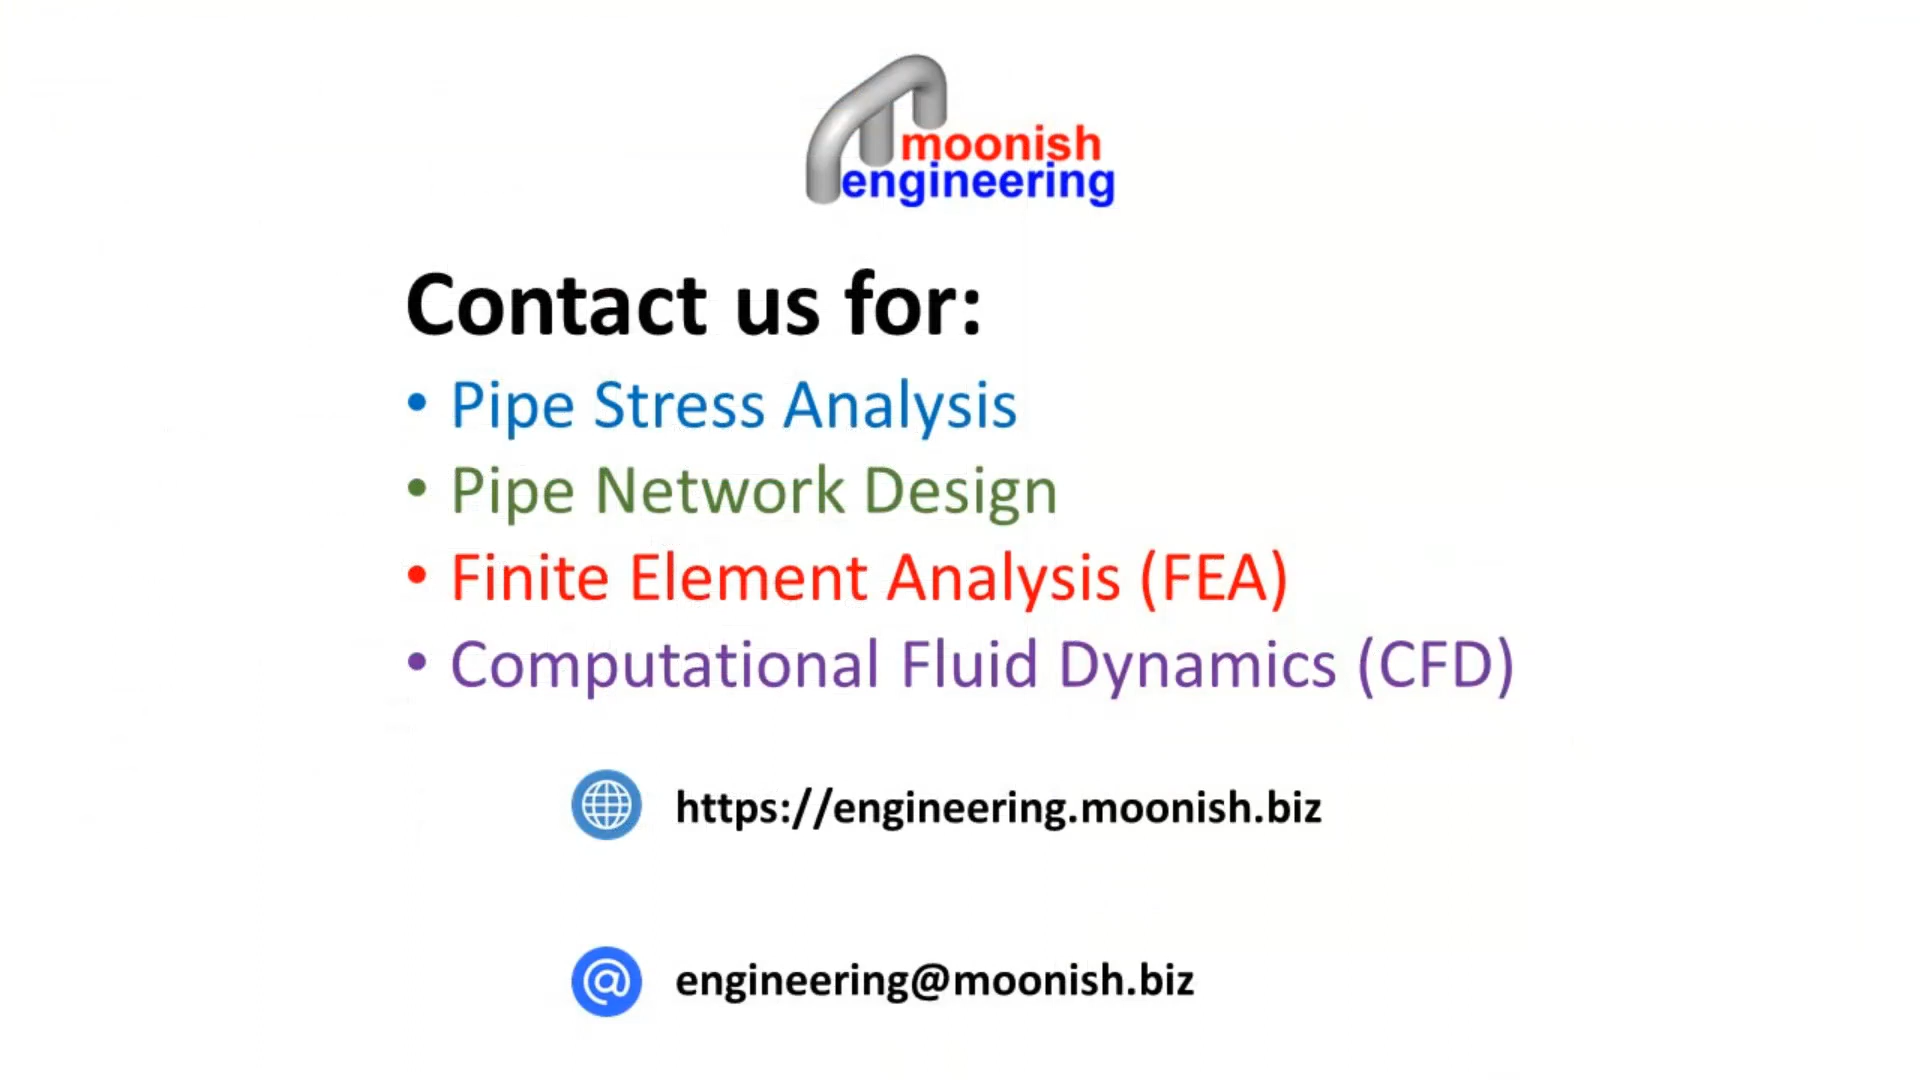 moonish
engineering
Contact us for:
• Pipe Stress Analysis
• Pipe Network Design
• Finite Element Analysis (FEA)
• Computational Fluid Dynamics (CFD)
https://engineering.moonish.biz
engineering@moonish.biz